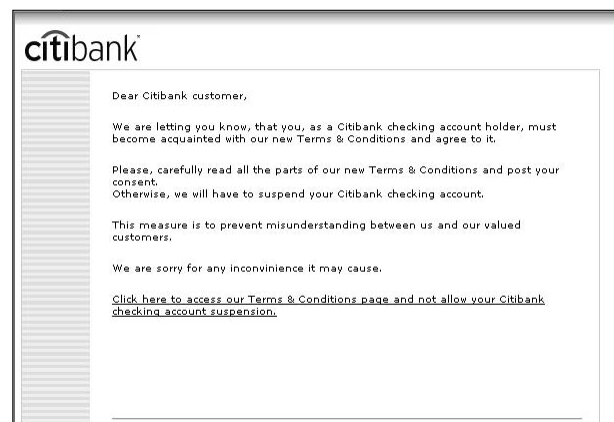 citibank
Dear Citibank customer,
We are letting you know, that you, as a Citibank checking account holder, must
become acquainted with our new Terms & Conditions and agree to it.
Please, carefully read all the parts of our new Terms & Conditions and post your
consent.
Otherwise, we will have to suspend your Citibank checking account.
This measure is to prevent misunderstanding between us and our valued
customers.
We are sorry for any inconvinience it may cause.
Click here to access our Terms & Conditions page and not allow your Citibank
checking account suspension.